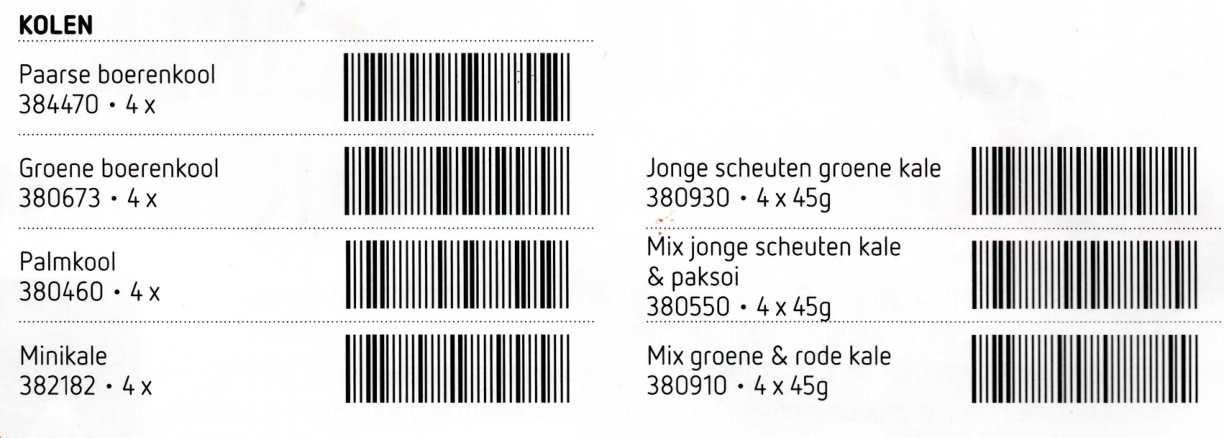 KOLEN
Paarse boerenkool
384470 • 4 x
Groene boerenkool
380673 • 4 x
Palmkool
380460 • 4 x
Minikale
382182 • 4 x
Jonge scheuten groene kale
380930 • 4 x 45g
Mix jonge scheuten kale
& paksoi
380550 • 4 x 45g
Mix groene & rode kale
380910 • 4 x 45g